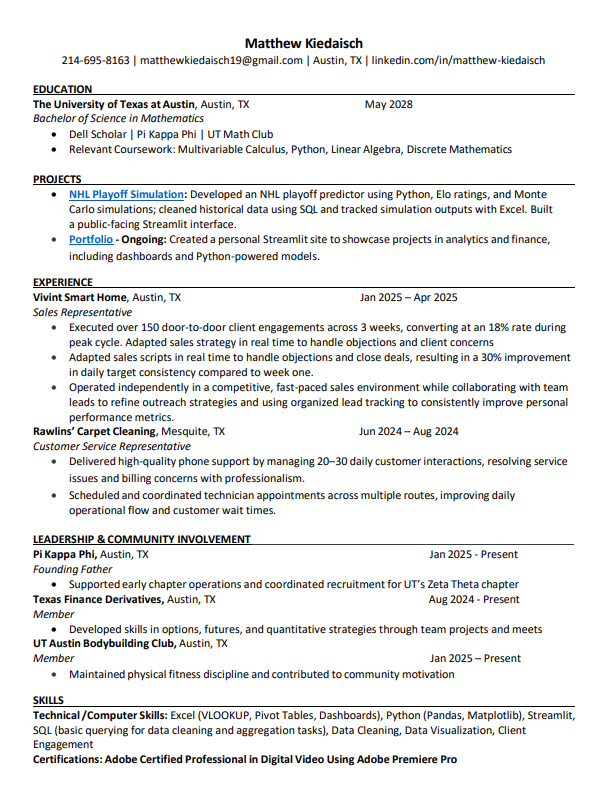 Matthew Kiedaisch
214-695-8163 | matthewkiedaisch19@gmail.com | Austin, TX | linkedin.com/in/matthew-kiedaisch
EDUCATION
The University of Texas at Austin, Austin, TX May 2028
Bachelor of Science in Mathematics
• Dell Scholar | Pi Kappa Phi | UT Math Club
• Relevant Coursework: Multivariable Calculus, Python, Linear Algebra, Discrete Mathematics
PROJECTS
• NHL Playoff Simulation: Developed an NHL playoff predictor using Python, Elo ratings, and Monte
Carlo simulations; cleaned historical data using SQL and tracked simulation outputs with Excel. Built
a public-facing Streamlit interface.
• Portfolio - Ongoing: Created a personal Streamlit site to showcase projects in analytics and finance,
including dashboards and Python-powered models.
EXPERIENCE
Vivint Smart Home, Austin, TX Jan 2025 – Apr 2025
Sales Representative
• Executed over 150 door-to-door client engagements across 3 weeks, converting at an 18% rate during
peak cycle. Adapted sales strategy in real time to handle objections and client concerns
• Adapted sales scripts in real time to handle objections and close deals, resulting in a 30% improvement
in daily target consistency compared to week one.
• Operated independently in a competitive, fast-paced sales environment while collaborating with team
leads to refine outreach strategies and using organized lead tracking to consistently improve personal
performance metrics.
Rawlins’ Carpet Cleaning, Mesquite, TX Jun 2024 – Aug 2024
Customer Service Representative
• Delivered high-quality phone support by managing 20–30 daily customer interactions, resolving service
issues and billing concerns with professionalism.
• Scheduled and coordinated technician appointments across multiple routes, improving daily
operational flow and customer wait times.
LEADERSHIP & COMMUNITY INVOLVEMENT
Pi Kappa Phi, Austin, TX Jan 2025 - Present
Founding Father
• Supported early chapter operations and coordinated recruitment for UT’s Zeta Theta chapter
Texas Finance Derivatives, Austin, TX Aug 2024 - Present
Member
• Developed skills in options, futures, and quantitative strategies through team projects and meets
UT Austin Bodybuilding Club, Austin, TX
Member Jan 2025 – Present
• Maintained physical fitness discipline and contributed to community motivation
SKILLS
Technical /Computer Skills: Excel (VLOOKUP, Pivot Tables, Dashboards), Python (Pandas, Matplotlib), Streamlit,
SQL (basic querying for data cleaning and aggregation tasks), Data Cleaning, Data Visualization, Client
Engagement
Certifications: Adobe Certified Professional in Digital Video Using Adobe Premiere Pro